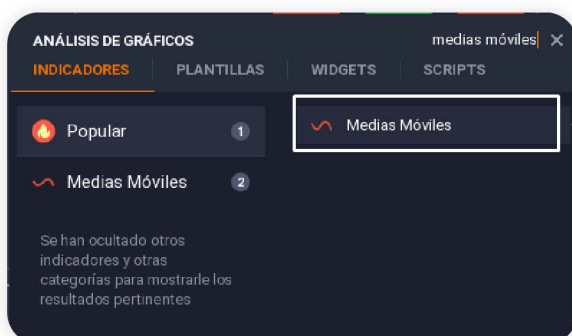 ANÁLISIS DE GRÁFICOS
medias móviles
INDICADORES
PLANTILLAS
WIDGETS
SCRIPTS
Popular
1
Medias Móviles
2
Se han ocultado otros
indicadores y otras
categorías para mostrarle los
resultados pertinentes
Medias Móviles